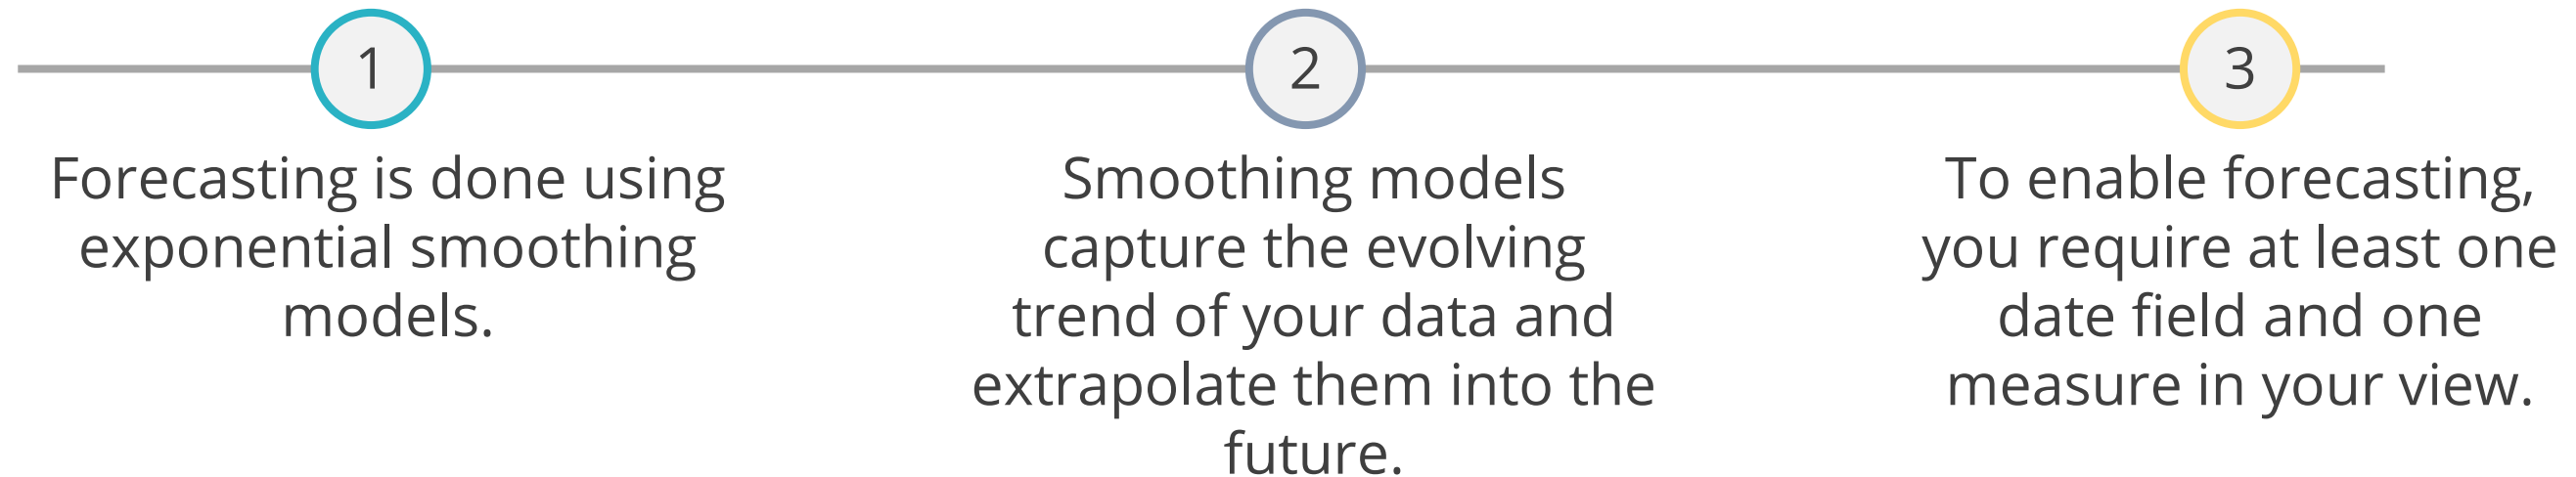 1
Forecasting is done using
exponential smoothing
models.
2
Smoothing models
capture the evolving
trend of your data and
extrapolate them into the
future.
3
To enable forecasting,
you require at least one
date field and one
measure in your view.